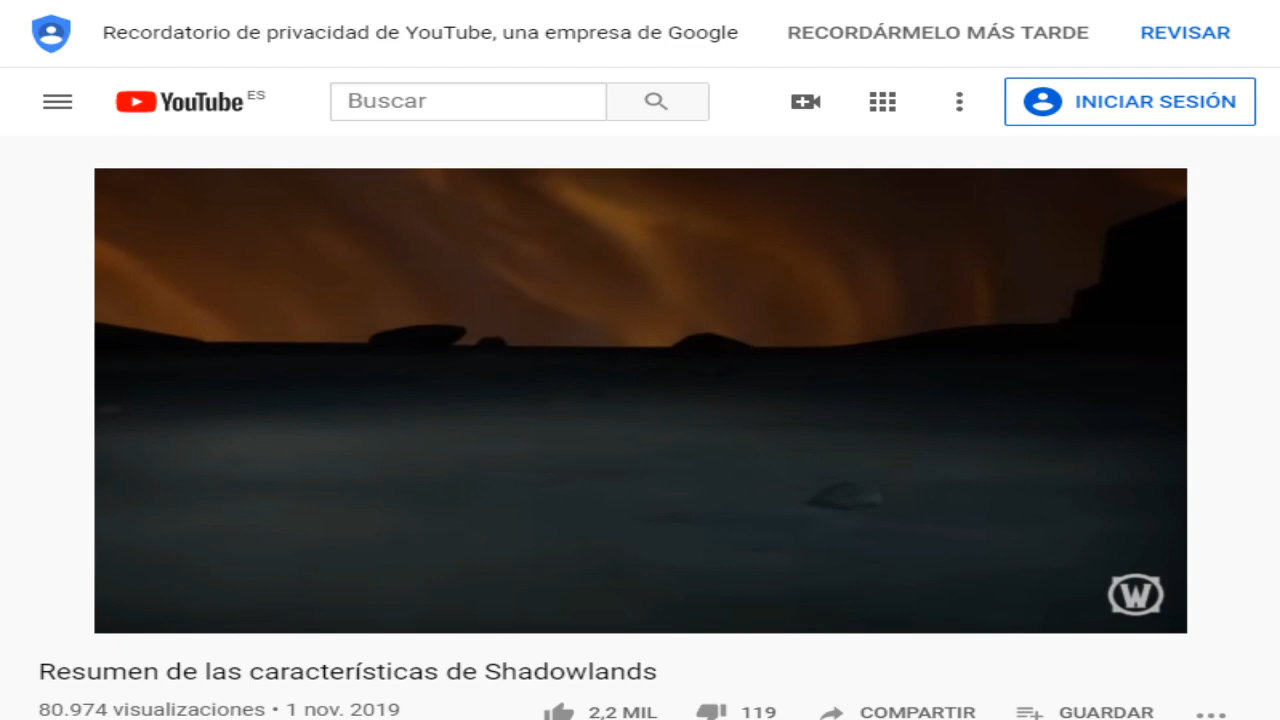 Recordatorio de privacidad de YouTube, una empresa de Google RECORDÁRMELO MÁS TARDE REVISAR
YouTube ES Buscar INICIAR SESIÓN
W
Resumen de las características de Shadowlands
80.974 visualizaciones • 1 nov. 2019 2,2 MIL 119 COMPARTIR GUARDAR